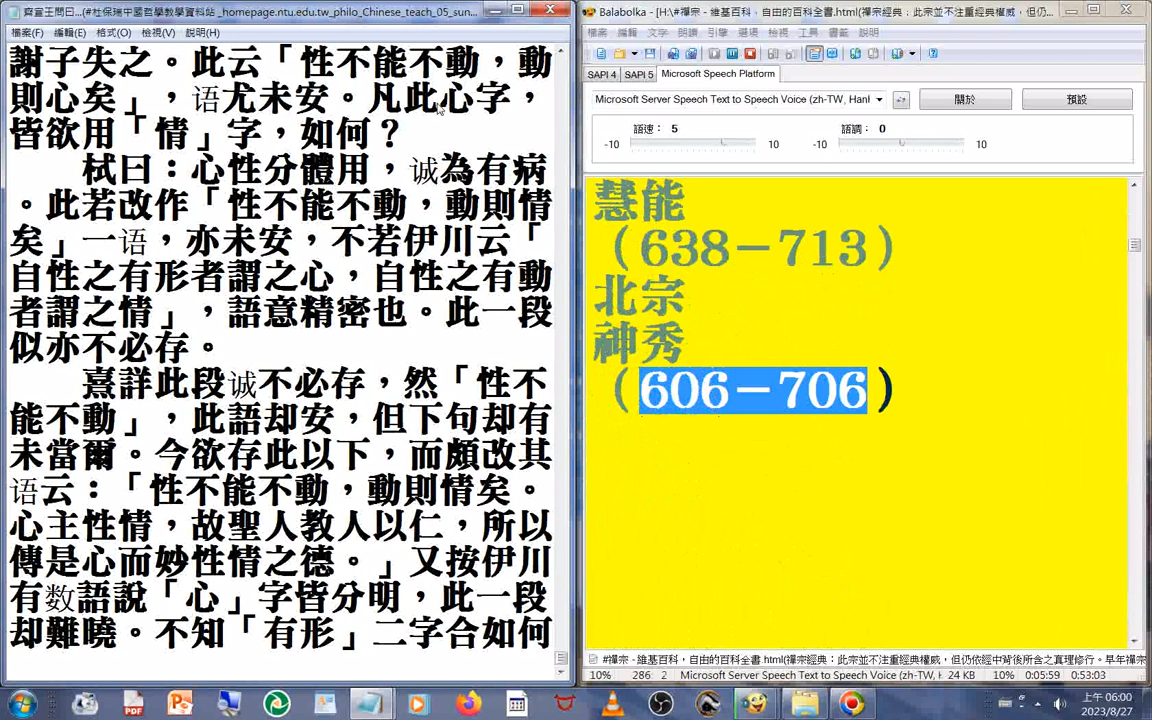 齊宣王問曰...(#杜保瑞中國哲學教學資料站 _homepage.ntu.edu.tw_philo_Chinese_teach_05_sun...
檔案(F) 編輯(E) 格式(O) 檢視(V) 說明(H)
謝子失之。此云「性不能不動，動
則心矣」，语尤未安。凡此心字，
皆欲用「情」字，如何？
栻曰：心性分體用，诚為有病
。此若改作「性不能不動，動則情
矣」一语，亦未安，不若伊川云「
自性之有形者謂之心，自性之有動
者謂之情」，語意精密也。此一段
似亦不必存。
熹詳此段诚不必存，然「性不
能不動」，此語却安，但下句却有
未當爾。今欲存此以下，而頗改其
语云：「性不能不動，動則情矣。
心主性情，故聖人教人以仁，所以
傳是心而妙性情之德。」又按伊川
有数語說「心」字皆分明，此一段
却難曉。不知「有形」二字合如何
Balabolka - [H:\#禪宗 - 維基百科，自由的百科全書.html(禪宗經典：此宗並不注重經典權威，但仍...
檔案 編輯 文字 朗讀 引擎 選項 檢視 工具 書籤 說明
SAPI 4 SAPI 5 Microsoft Speech Platform
Microsoft Server Speech Text to Speech Voice (zh-TW, Hanl
關於
預設
語速： 5
語調： 0
-10 10 -10 10
慧能
（638－713）
北宗
神秀
（606－706）
#禪宗 - 維基百科，自由的百科全書.html(禪宗經典：此宗並不注重經典權威，但仍依經中背後所含之真理修行。早年禪宗
10% 286: 2 Microsoft Server Speech Text to Speech Voice (zh-TW, H 24 KB 10% 0:05:59 0:53:03
上午 06:00
2023/8/27